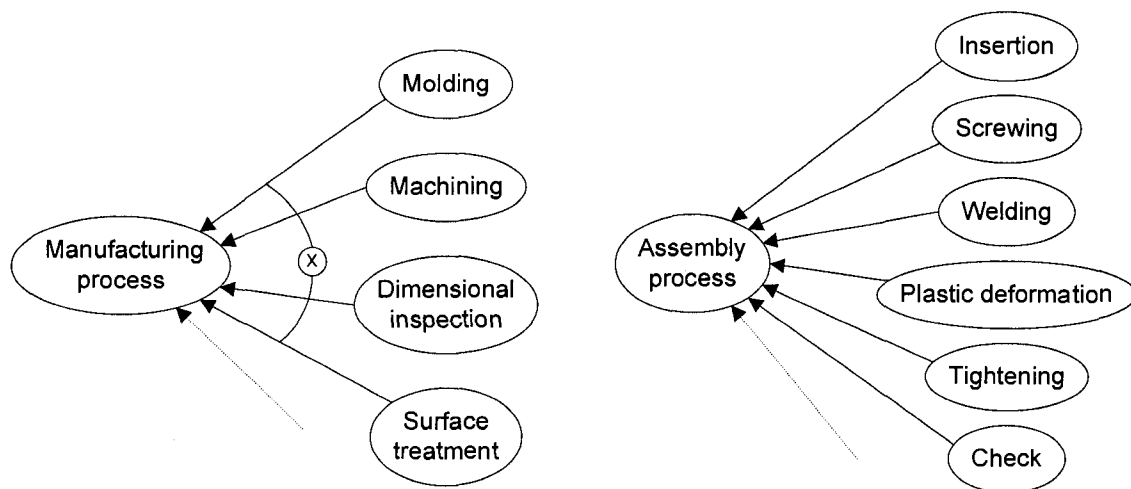 Molding
Machining
Manufacturing
process
X
Dimensional
inspection
Surface
treatment
Insertion
Screwing
Welding
Assembly
process
Plastic deformation
Tightening
Check